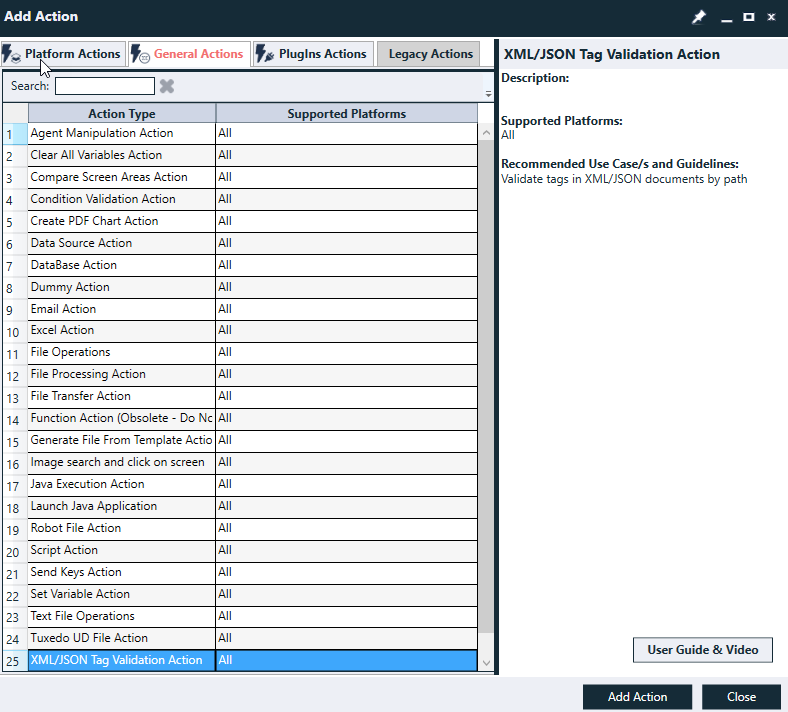 Add Action
Platform Actions General Actions PlugIns Actions Legacy Actions
Search:
Action Type Supported Platforms
1 Agent Manipulation Action All
2 Clear All Variables Action All
3 Compare Screen Areas Action All
4 Condition Validation Action All
5 Create PDF Chart Action All
6 Data Source Action All
7 DataBase Action All
8 Dummy Action All
9 Email Action All
10 Excel Action All
11 File Operations All
12 File Processing Action All
13 File Transfer Action All
14 Function Action (Obsolete - Do No All
15 Generate File From Template Actio All
16 Image search and click on screen All
17 Java Execution Action All
18 Launch Java Application All
19 Robot File Action All
20 Script Action All
21 Send Keys Action All
22 Set Variable Action All
23 Text File Operations All
24 Tuxedo UD File Action All
25 XML/JSON Tag Validation Action All
XML/JSON Tag Validation Action
Description:
Supported Platforms:
All
Recommended Use Case/s and Guidelines:
Validate tags in XML/JSON documents by path
User Guide & Video
Add Action Close